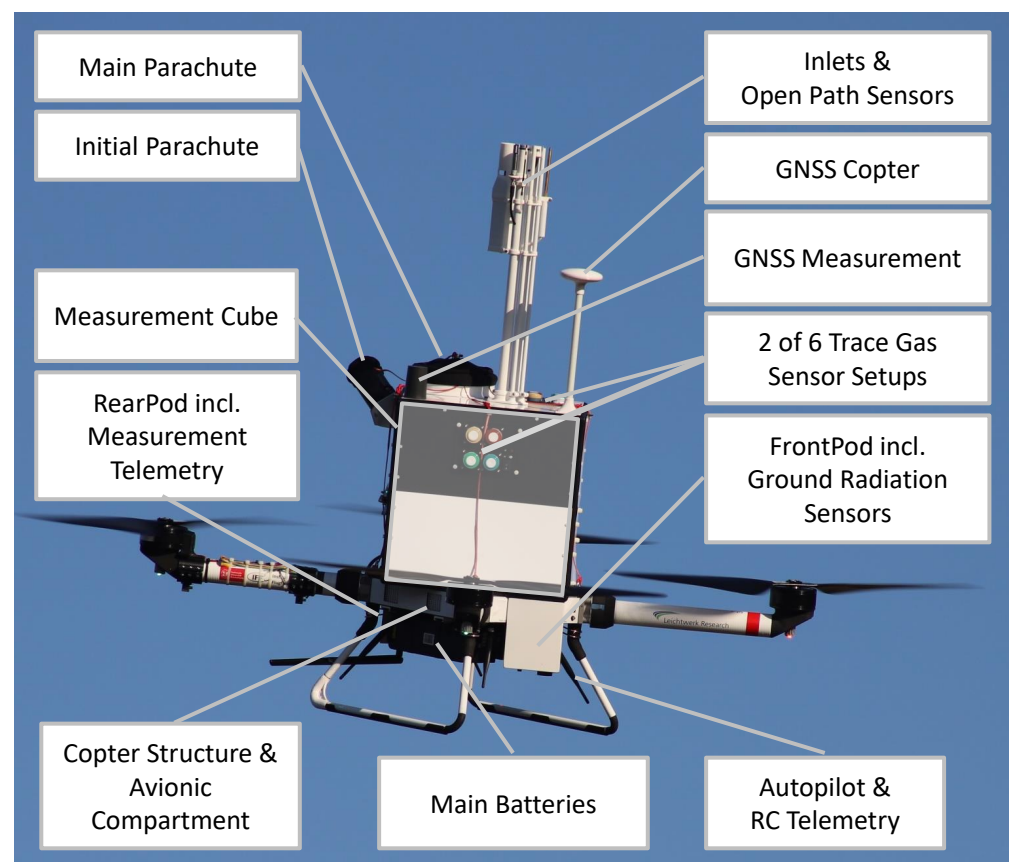 Main Parachute
Initial Parachute
Measurement Cube
RearPod incl.
Measurement
Telemetry
Inlets &
Open Path Sensors
GNSS Copter
GNSS Measurement
2 of 6 Trace Gas
Sensor Setups
FrontPod incl.
Ground Radiation
Sensors
Leichtwerk Research
Copter Structure &
Avionic
Compartment
Main Batteries
Autopilot &
RC Telemetry